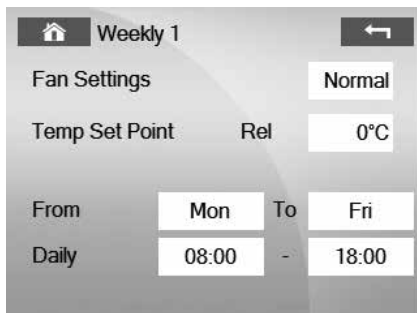 Weekly 1
Fan Settings Normal
Temp Set Point Rel 0°C
From Mon To Fri
Daily 08:00 - 18:00